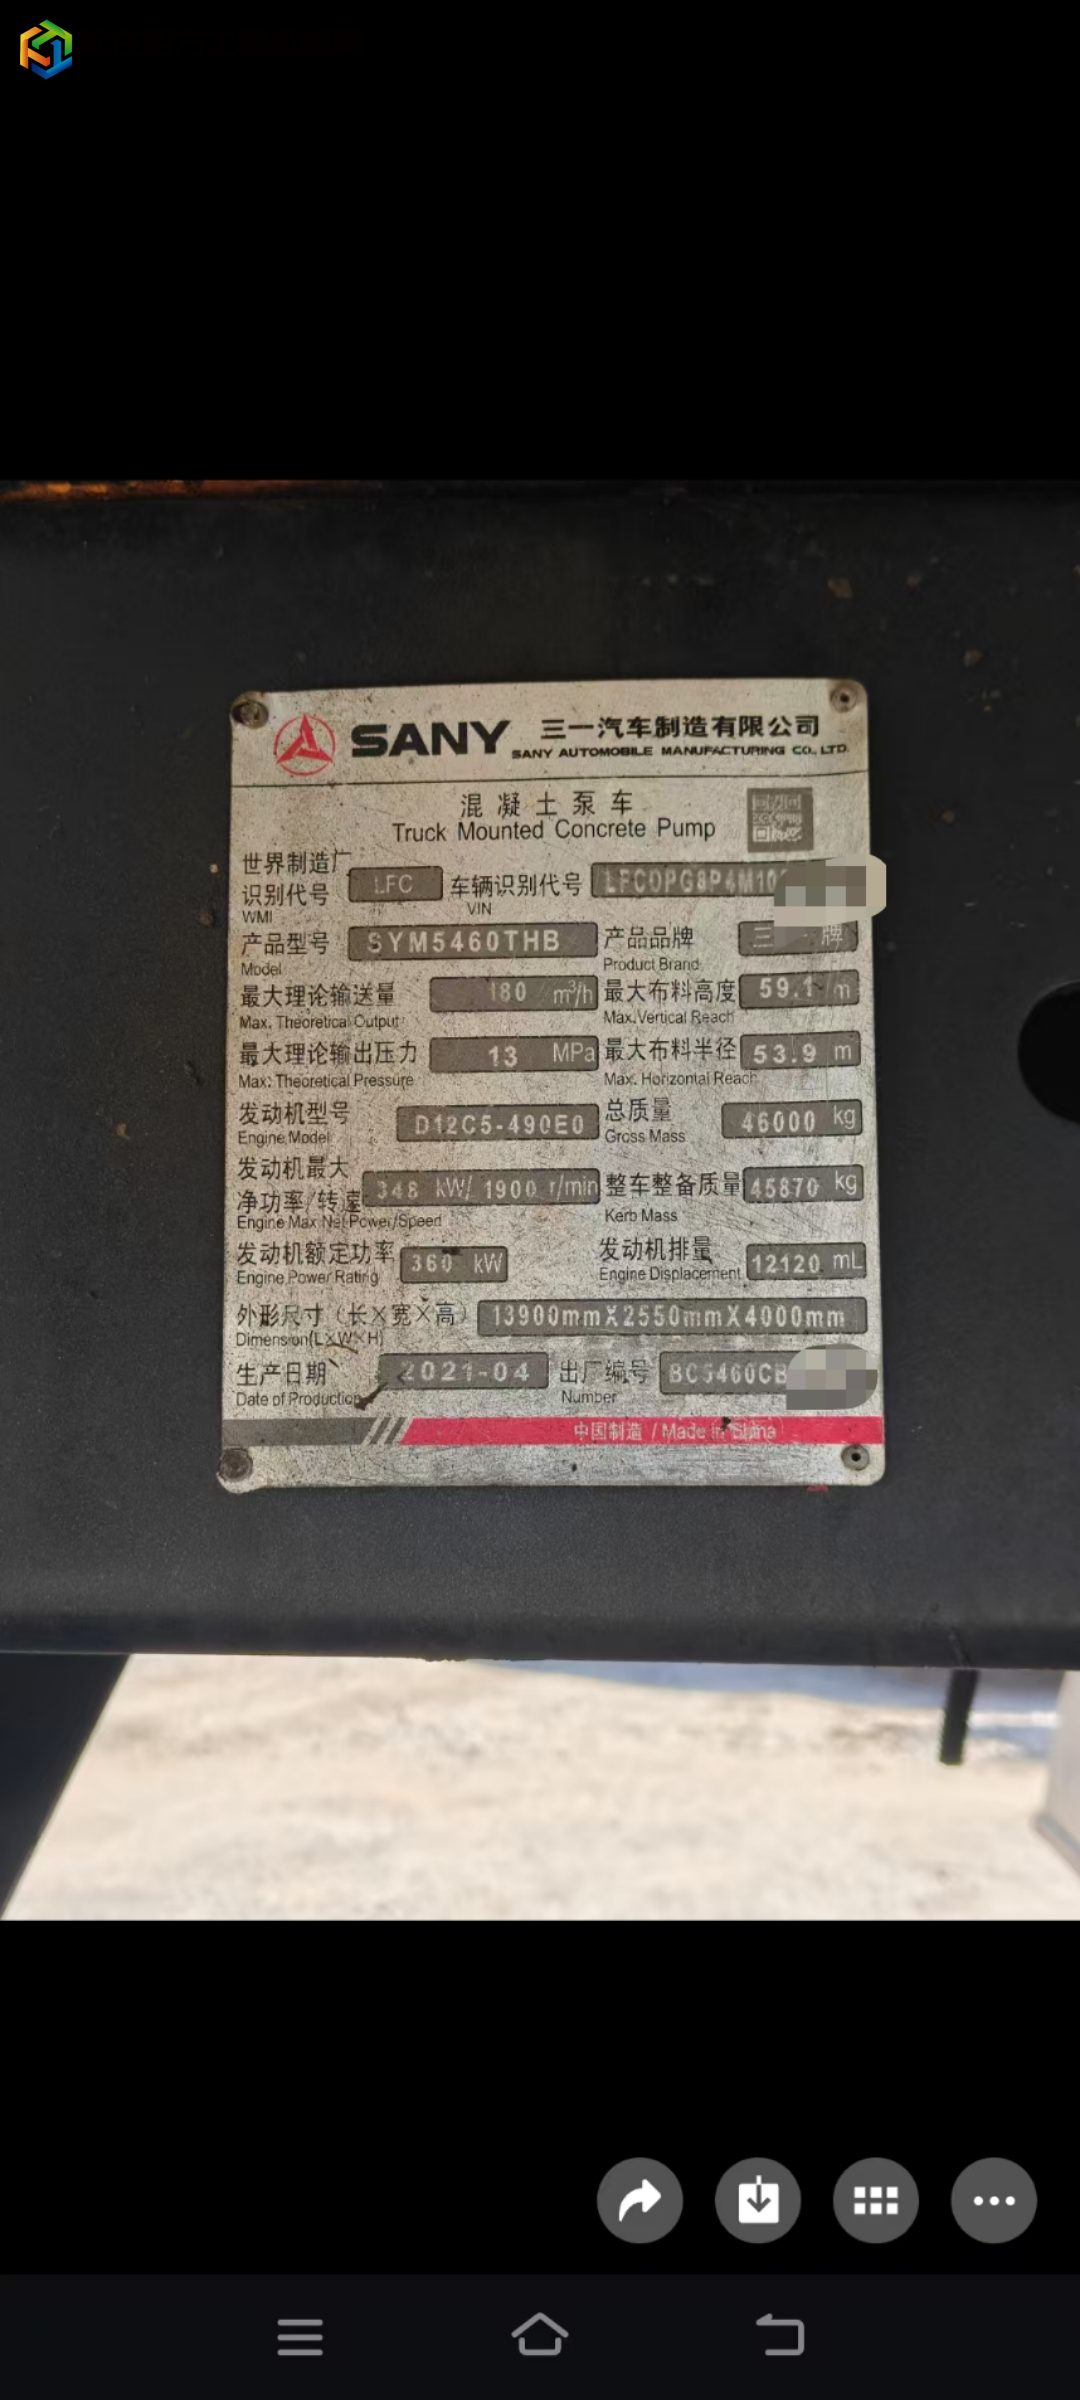 SANY 三一汽车制造有限公司
SANY AUTOMOBILE MANUFACTURING CO., LTD.
混凝土泵车
Truck Mounted Concrete Pump
世界制造厂
识别代号 LFC 车辆识别代号 LFC0PG8P4M10
WMI VIN
产品型号 SYM5460THB 产品品牌 三 牌
Model Product Brand
最大理论输送量 180 m³/h 最大布料高度 59.1 m
Max. Theoretical Output Max. Vertical Reach
最大理论输出压力 13 MPa 最大布料半径 53.9 m
Max. Theoretical Pressure Max. Horizontal Reach
发动机型号 D12C5-490E0 总质量 46000 kg
Engine Model Gross Mass
发动机最大
净功率/转速 348 kW/ 1900 r/min 整车整备质量 45870 kg
Engine Max. Net Power/Speed Kerb Mass
发动机额定功率 360 kW 发动机排量 12120 mL
Engine Power Rating Engine Displacement
外形尺寸（长×宽×高） 13900mmX2550mmX4000mm
Dimension(L×W×H)
生产日期 2021-04 出厂编号 BC5460CB
Date of Production Number
中国制造 / Made in China